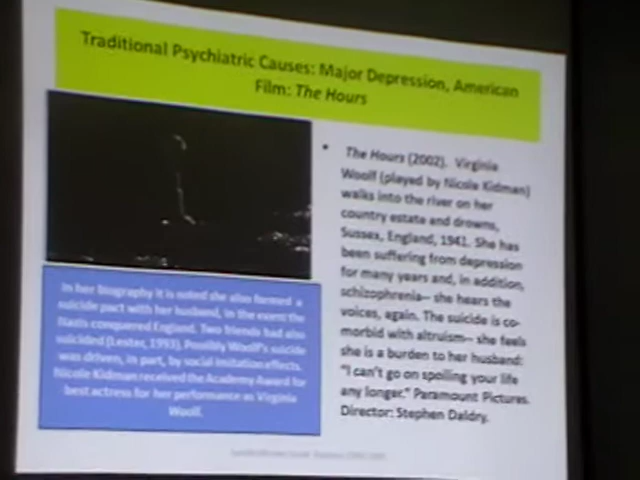 Traditional Psychiatric Causes: Major Depression, American
Film: The Hours
• The Hours (2002). Virginia
Woolf (played by Nicole Kidman)
walks into the river on her
country estate and drowns,
Sussex, England, 1941. She has
been suffering from depression
for many years and, in addition,
schizophrenia-- she hears the
voices, again. The suicide is co-
morbid with altruism-- she feels
she is a burden to her husband:
"I can't go on spoiling your life
any longer." Paramount Pictures.
Director: Stephen Daldry.
In her biography it is noted she also formed a
suicide pact with her husband, in the event the
Nazis conquered England. Two friends had also
suicided (Lester, 1993). Possibly Woolf's suicide
was driven, in part, by social imitation effects.
Nicole Kidman received the Academy Award for
best actress for her performance as Virginia
Woolf.